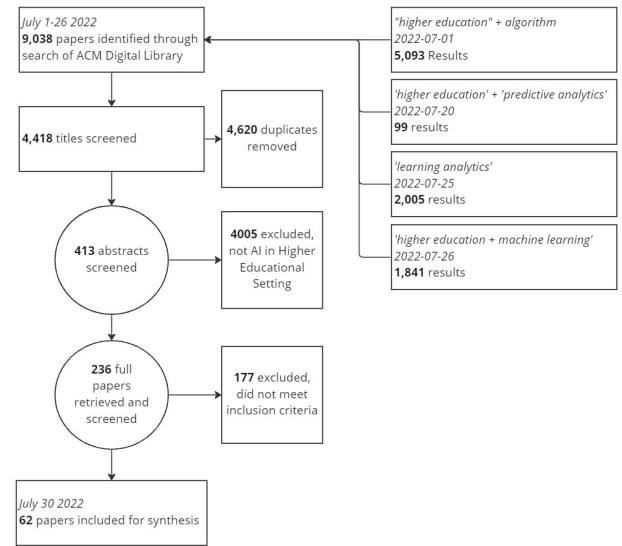 July 1-26 2022
9,038 papers identified through
search of ACM Digital Library
"higher education" + algorithm
2022-07-01
5,093 Results
'higher education' + 'predictive analytics'
2022-07-20
99 results
'learning analytics'
2022-07-25
2,005 results
'higher education + machine learning'
2022-07-26
1,841 results
4,418 titles screened
4,620 duplicates
removed
413 abstracts
screened
4005 excluded,
not AI in Higher
Educational
Setting
236 full
papers
retrieved and
screened
177 excluded,
did not meet
inclusion criteria
July 30 2022
62 papers included for synthesis